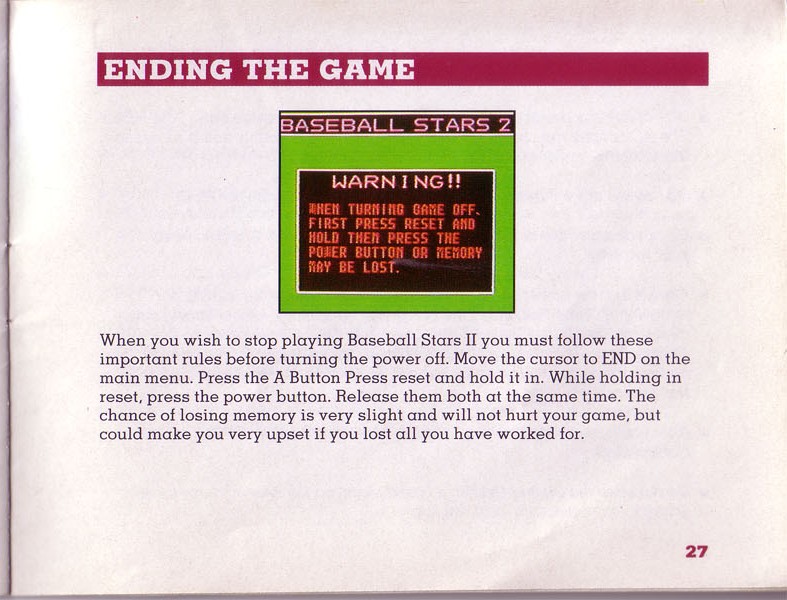 ENDING THE GAME
BASEBALL STARS 2
WARNING!!
WHEN TURNING GAME OFF.
FIRST PRESS RESET AND
HOLD THEN PRESS THE
POWER BUTTON OR MEMORY
MAY BE LOST.
When you wish to stop playing Baseball Stars II you must follow these
important rules before turning the power off. Move the cursor to END on the
main menu. Press the A Button Press reset and hold it in. While holding in
reset, press the power button. Release them both at the same time. The
chance of losing memory is very slight and will not hurt your game, but
could make you very upset if you lost all you have worked for.
27